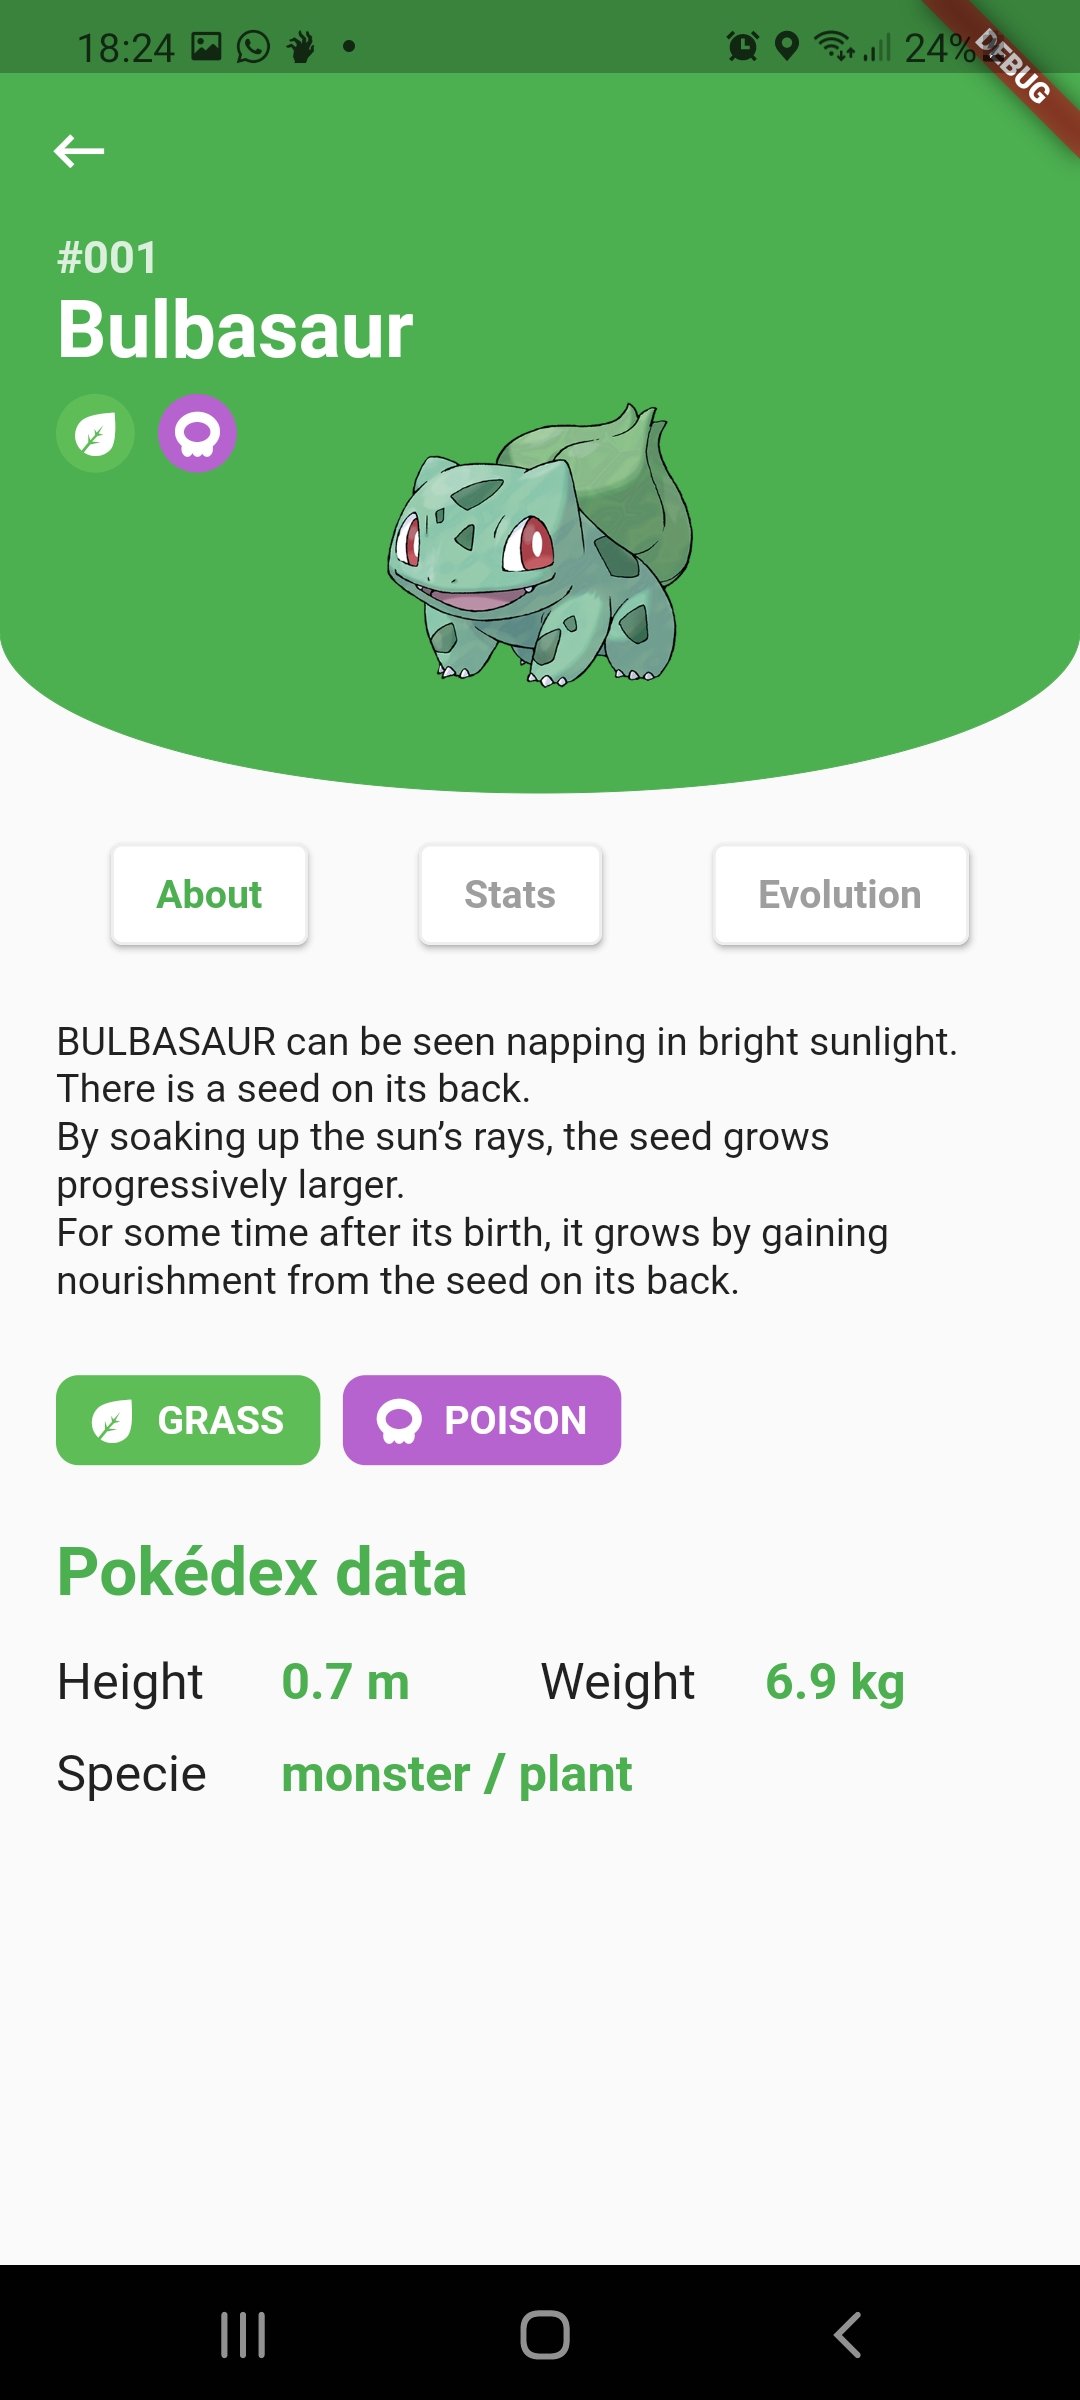 18:24
24%
DEBUG
#001
Bulbasaur
About
Stats
Evolution
BULBASAUR can be seen napping in bright sunlight.
There is a seed on its back.
By soaking up the sun’s rays, the seed grows
progressively larger.
For some time after its birth, it grows by gaining
nourishment from the seed on its back.
GRASS
POISON
Pokédex data
Height 0.7 m Weight 6.9 kg
Specie monster / plant